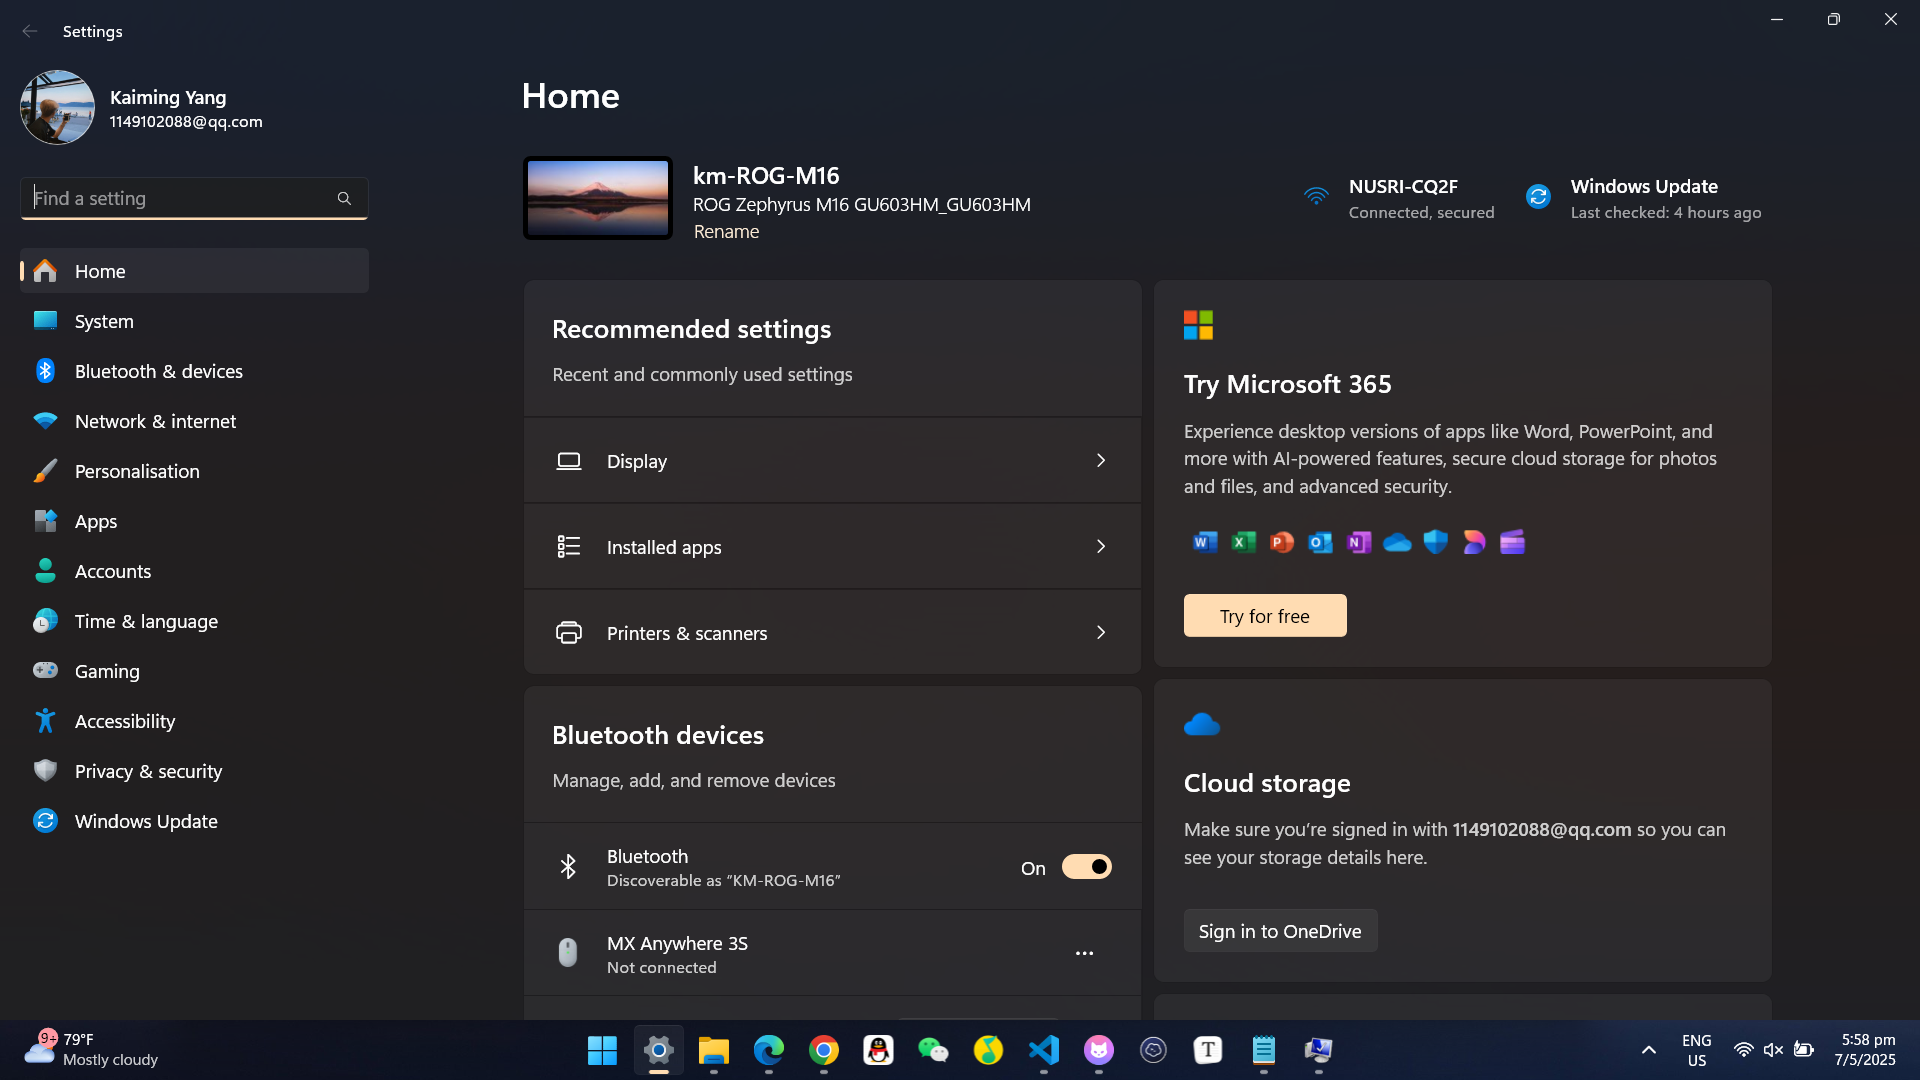 Settings
Kaiming Yang
1149102088@qq.com
Find a setting
Home
System
Bluetooth & devices
Network & internet
Personalisation
Apps
Accounts
Time & language
Gaming
Accessibility
Privacy & security
Windows Update
Home
km-ROG-M16
ROG Zephyrus M16 GU603HM_GU603HM
Rename
NUSRI-CQ2F
Connected, secured
Windows Update
Last checked: 4 hours ago
Recommended settings
Recent and commonly used settings
Display
Installed apps
Printers & scanners
Bluetooth devices
Manage, add, and remove devices
Bluetooth
Discoverable as “KM-ROG-M16”
On
MX Anywhere 3S
Not connected
Try Microsoft 365
Experience desktop versions of apps like Word, PowerPoint, and
more with AI-powered features, secure cloud storage for photos
and files, and advanced security.
Try for free
Cloud storage
Make sure you’re signed in with 1149102088@qq.com so you can
see your storage details here.
Sign in to OneDrive
9+
79°F
Mostly cloudy
T
ENG
US
5:58 pm
7/5/2025